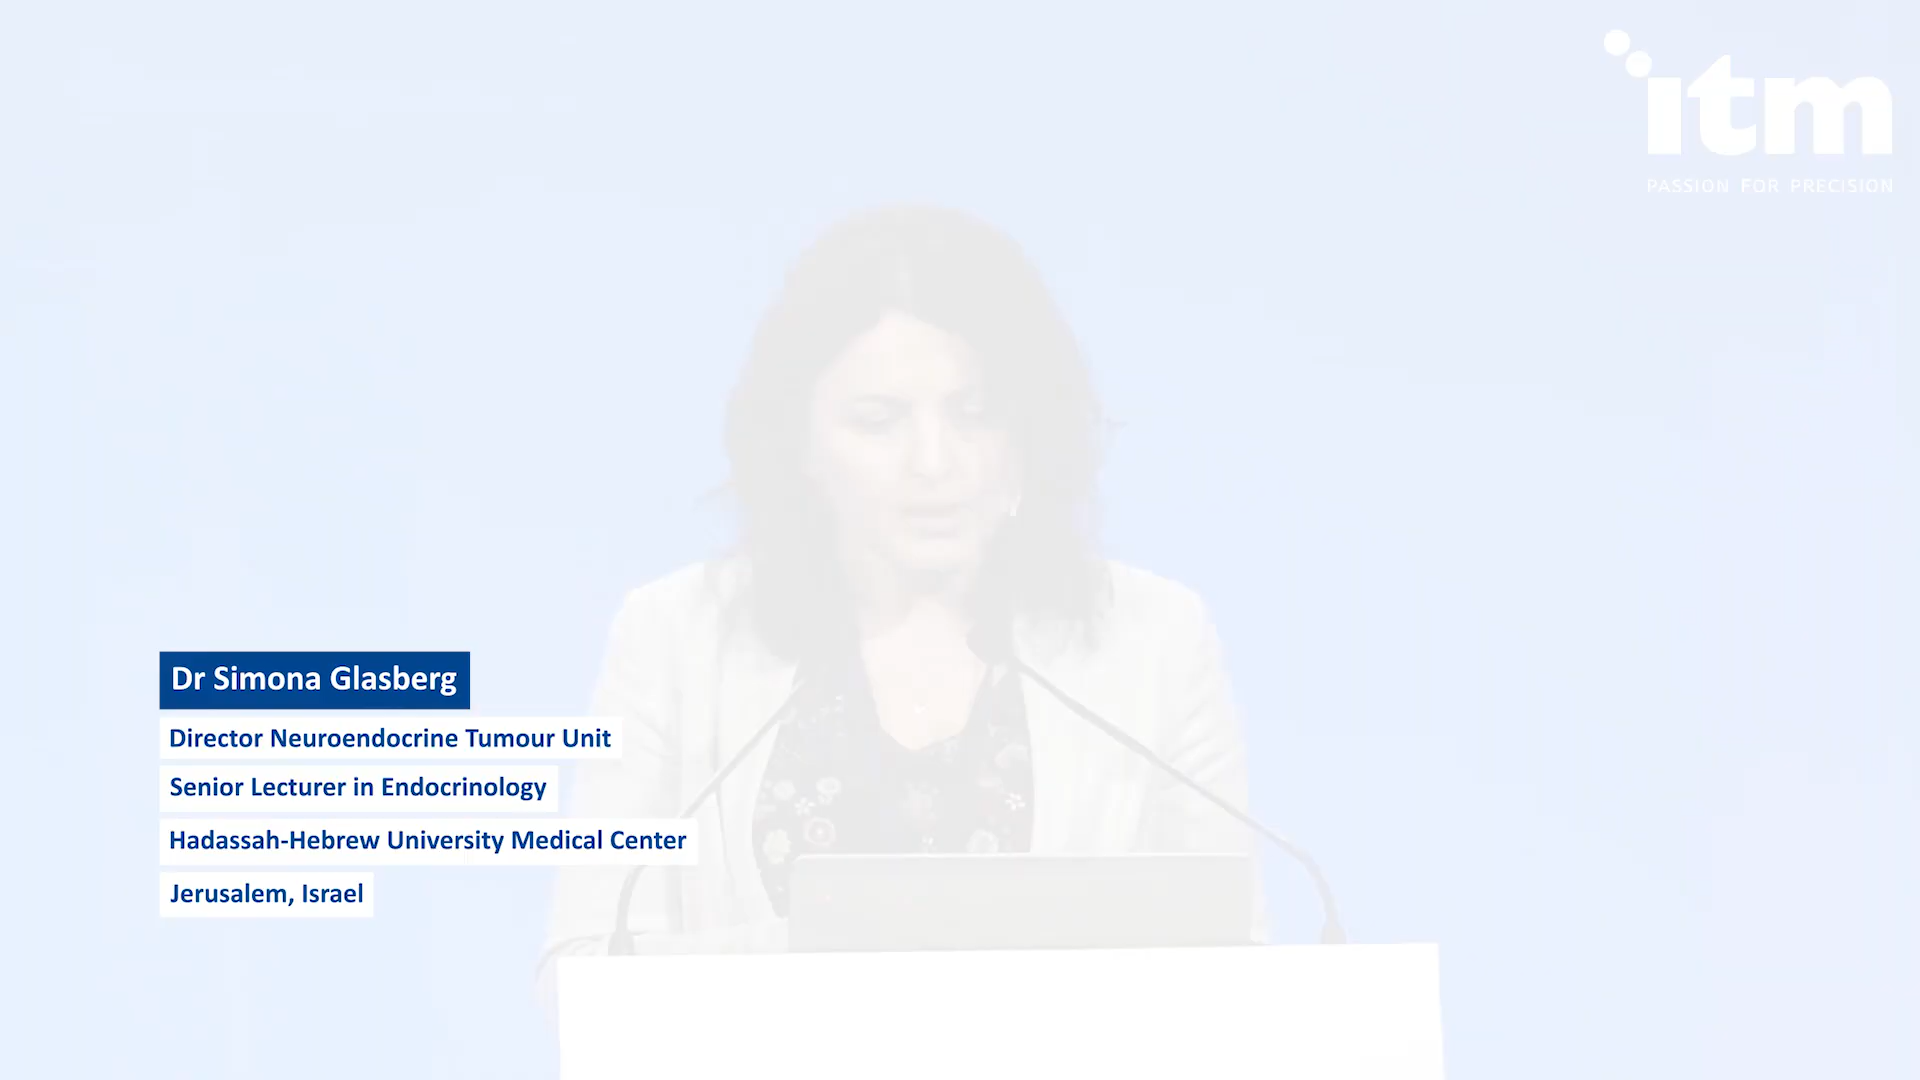 itm
PASSION FOR PRECISION
Dr Simona Glasberg
Director Neuroendocrine Tumour Unit
Senior Lecturer in Endocrinology
Hadassah-Hebrew University Medical Center
Jerusalem, Israel